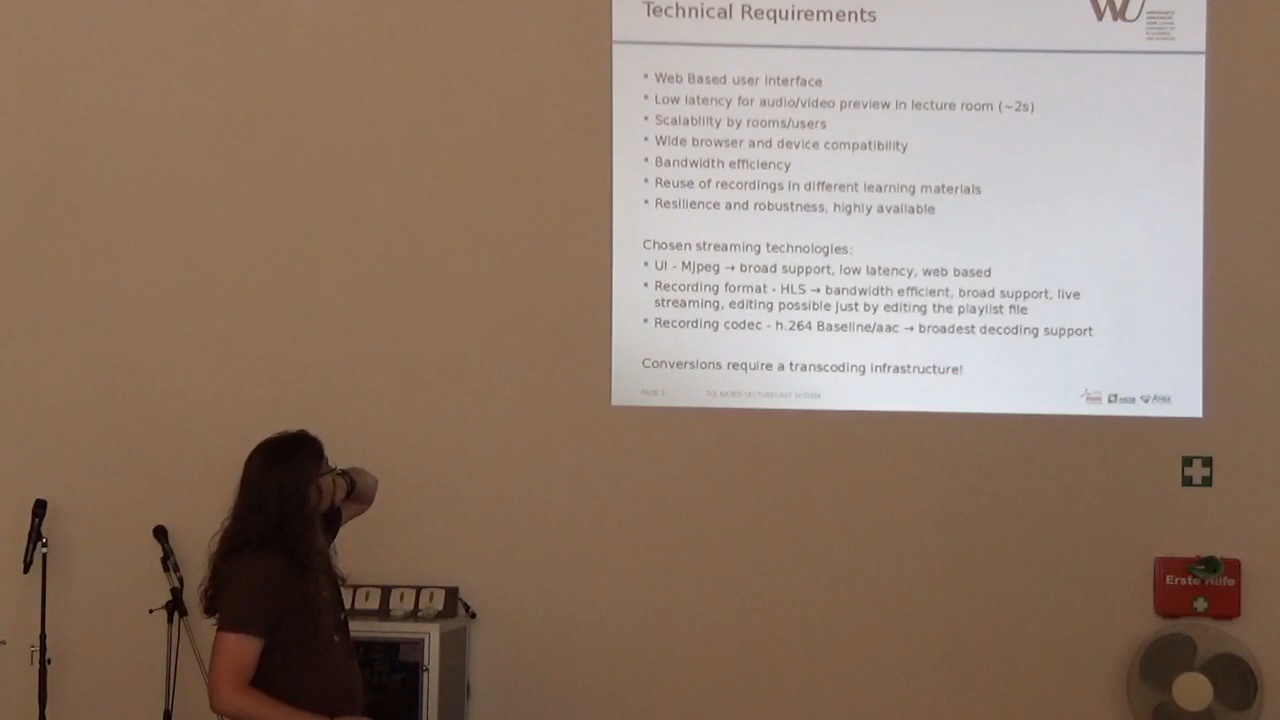 Technical Requirements
WU
* Web Based user interface
* Low latency for audio/video preview in lecture room (~2s)
* Scalability by rooms/users
* Wide browser and device compatibility
* Bandwidth efficiency
* Reuse of recordings in different learning materials
* Resilience and robustness, highly available
Chosen streaming technologies:
* UI - Mjpeg → broad support, low latency, web based
* Recording format - HLS → bandwidth efficient, broad support, live
streaming, editing possible just by editing the playlist file
* Recording codec - h.264 Baseline/aac → broadest decoding support
Conversions require a transcoding infrastructure!
Erste Hilfe